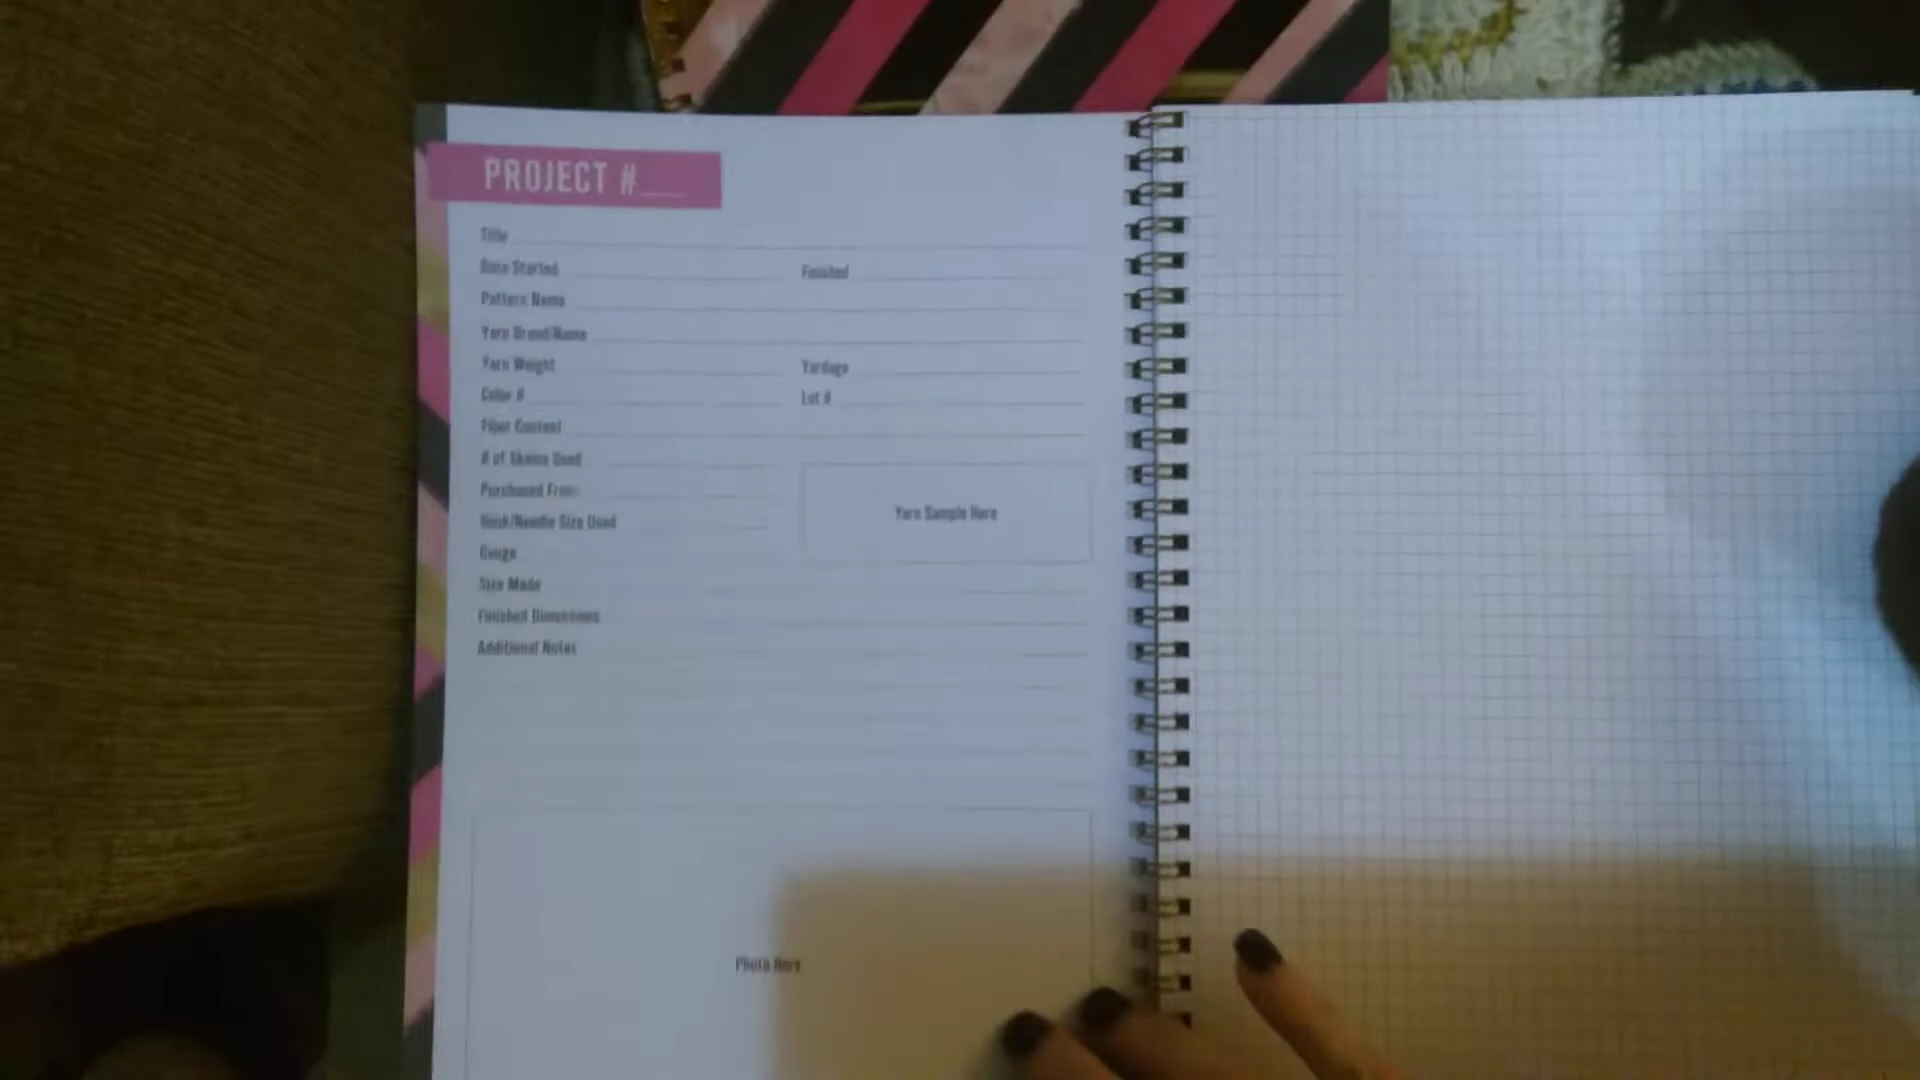 PROJECT #___
Title
Date Started Finished
Pattern Name
Yarn Brand/Name
Yarn Weight Yardage
Color # Lot #
Fiber Content
# of Skeins Used
Purchased From
Yarn Sample Here
Hook/Needle Size Used
Gauge
Size Made
Finished Dimensions
Additional Notes
Photo Here